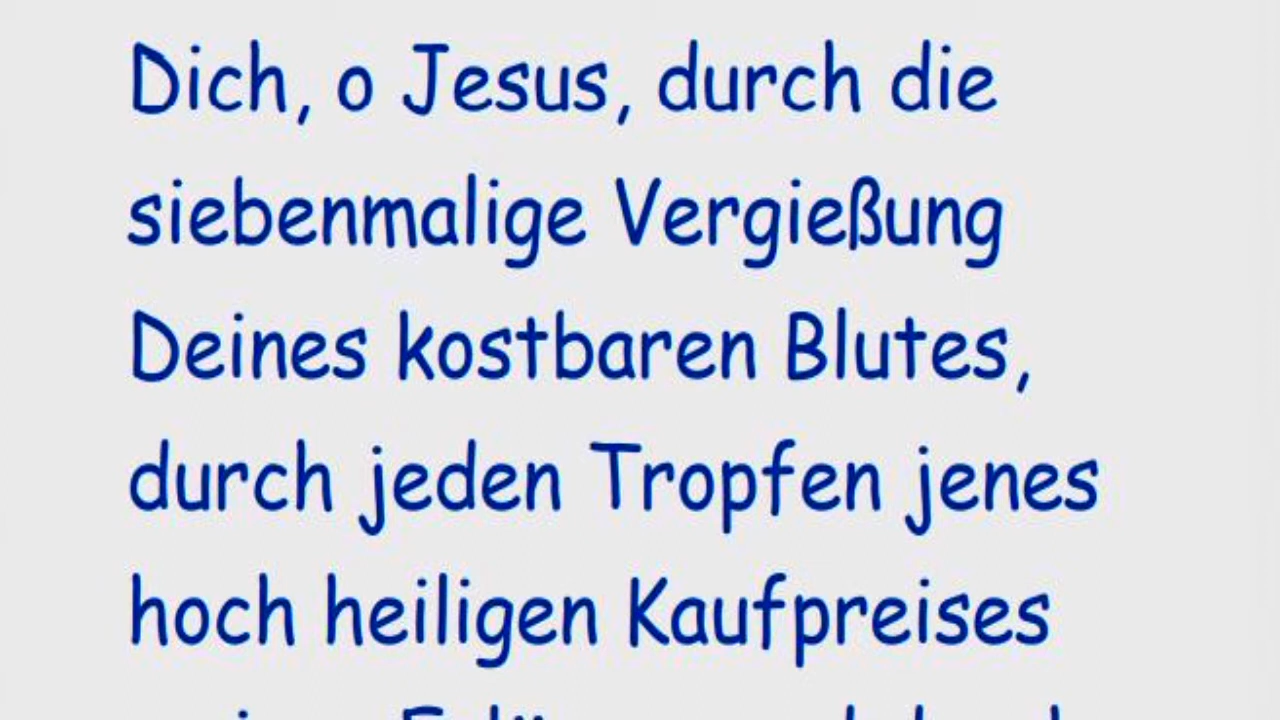 Dich, o Jesus, durch die
siebenmalige Vergießung
Deines kostbaren Blutes,
durch jeden Tropfen jenes
hoch heiligen Kaufpreises